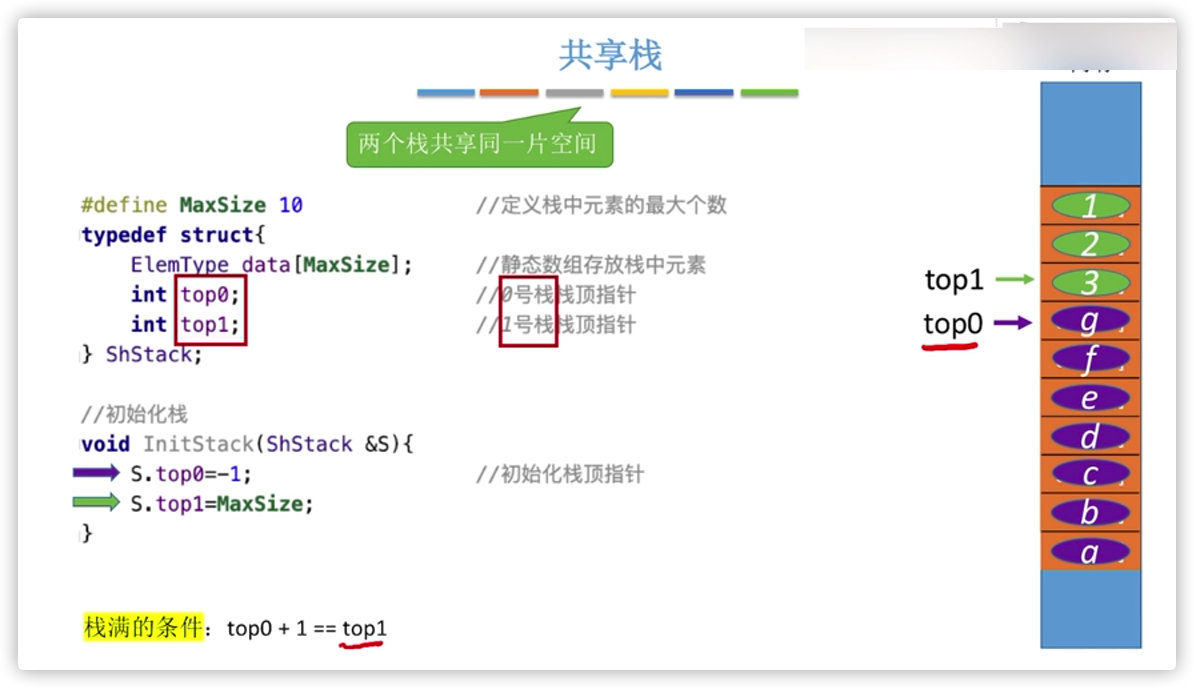 共享栈
两个栈共享同一片空间
#define MaxSize 10 //定义栈中元素的最大个数
typedef struct{
ElemType data[MaxSize]; //静态数组存放栈中元素
int top0; //0号栈栈顶指针
int top1; //1号栈栈顶指针
} ShStack;
//初始化栈
void InitStack(ShStack &S){
S.top0=-1; //初始化栈顶指针
S.top1=MaxSize;
}
栈满的条件：top0 + 1 == top1
1
2
top1
3
top0
g
f
e
d
c
b
a